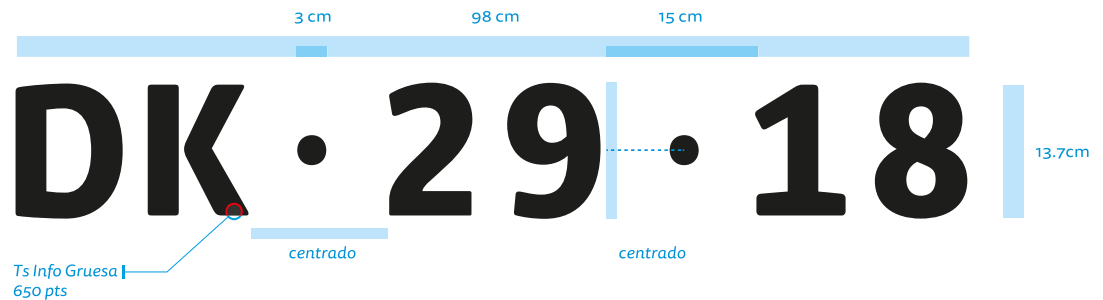 3 cm 98 cm 15 cm
DK · 29 · 18
13.7cm
centrado centrado
Ts Info Gruesa
650 pts